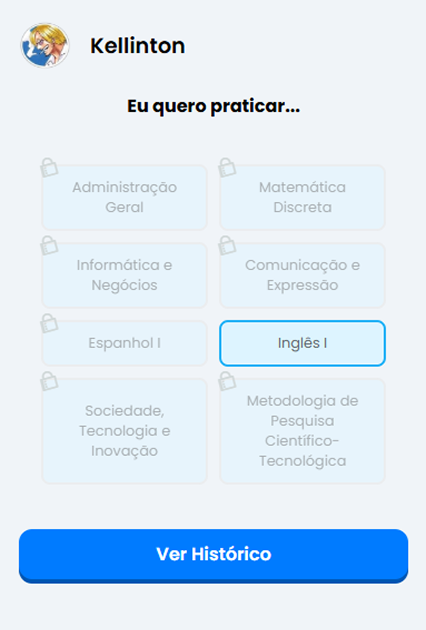 Kellinton
Eu quero praticar...
Administração
Geral
Matemática
Discreta
Informática e
Negócios
Comunicação e
Expressão
Espanhol I
Inglês I
Sociedade,
Tecnologia e
Inovação
Metodologia de
Pesquisa
Científico-
Tecnológica
Ver Histórico